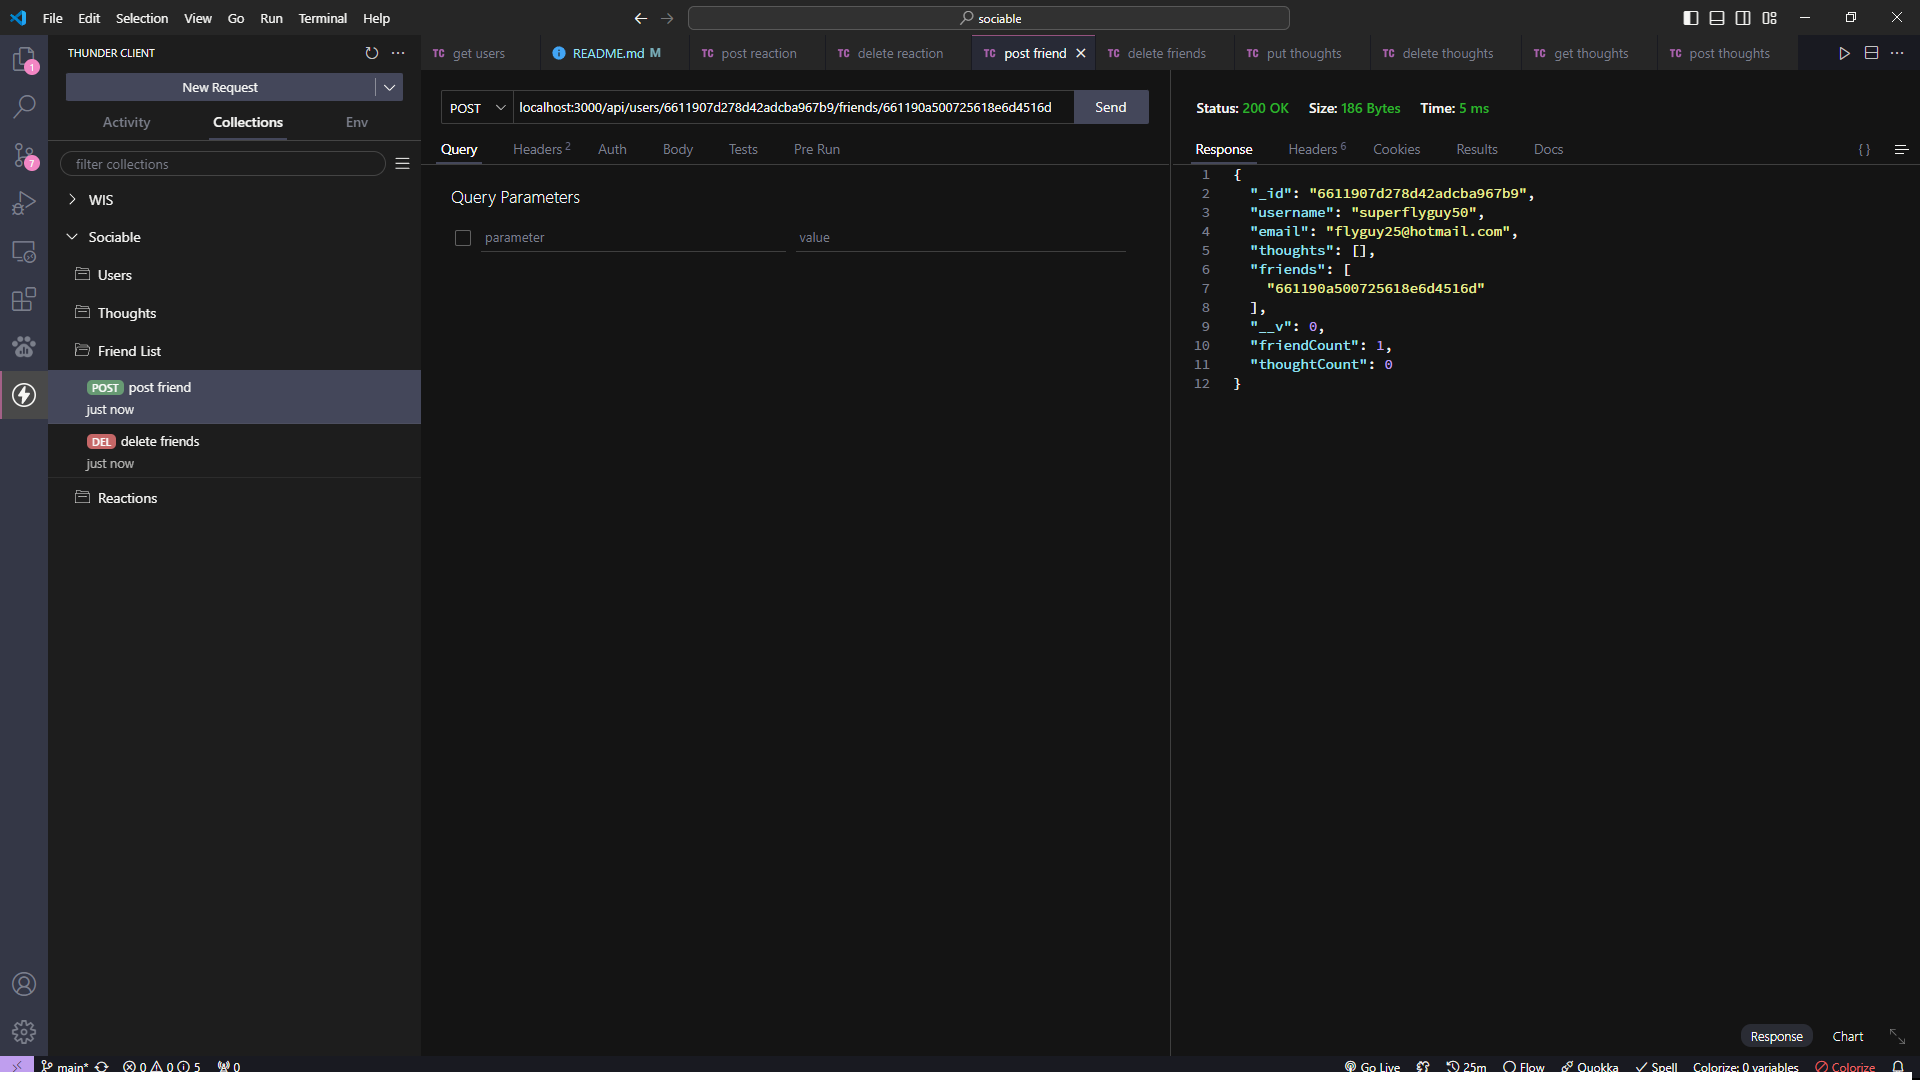 File Edit Selection View Go Run Terminal Help
sociable
THUNDER CLIENT
New Request
Activity Collections Env
filter collections
WIS
Sociable
Users
Thoughts
Friend List
POST post friend
just now
DEL delete friends
just now
Reactions
1
7
TC get users
README.md M
TC post reaction
TC delete reaction
TC post friend
TC delete friends
TC put thoughts
TC delete thoughts
TC get thoughts
TC post thoughts
POST localhost:3000/api/users/6611907d278d42adcba967b9/friends/661190a500725618e6d4516d Send
Query Headers 2 Auth Body Tests Pre Run
Query Parameters
parameter value
Status: 200 OK Size: 186 Bytes Time: 5 ms
Response Headers 6 Cookies Results Docs { }
1 {
2 "_id": "6611907d278d42adcba967b9",
3 "username": "superflyguy50",
4 "email": "flyguy25@hotmail.com",
5 "thoughts": [],
6 "friends": [
7 "661190a500725618e6d4516d"
8 ],
9 "__v": 0,
10 "friendCount": 1,
11 "thoughtCount": 0
12 }
Response Chart
main* 0 0 5 0
Go Live 25m Flow Quokka Spell Colorize: 0 variables Colorize